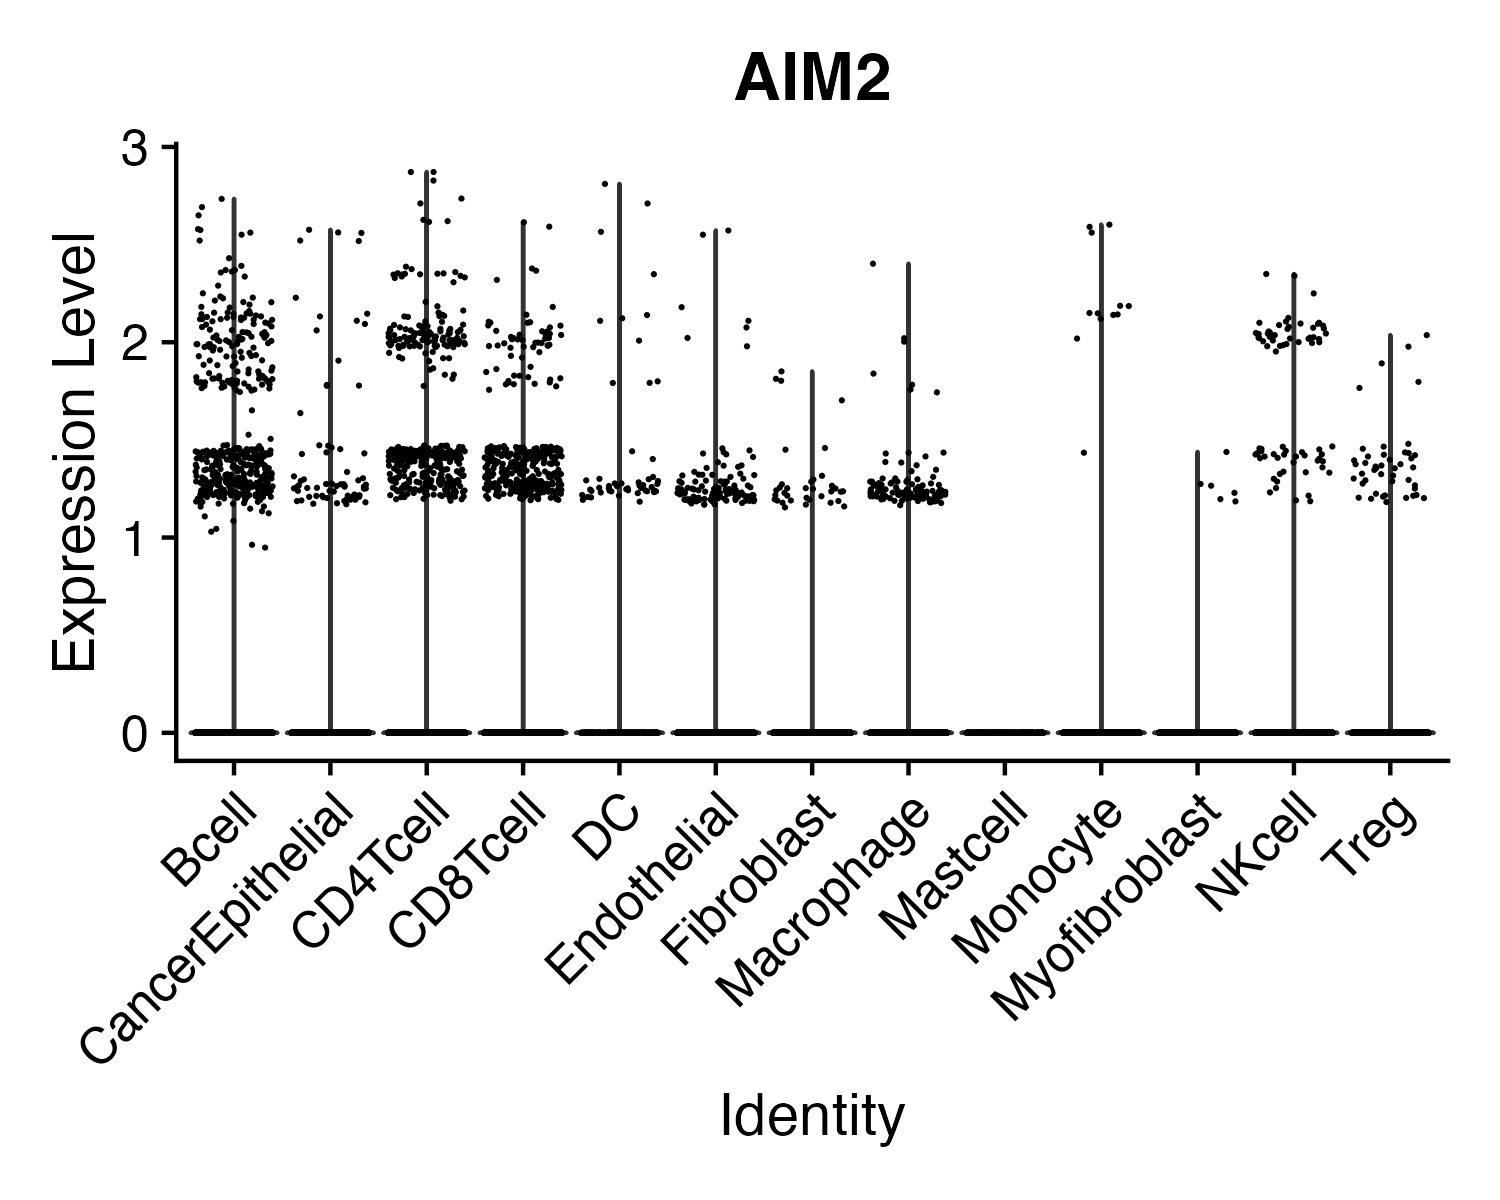 AIM2
Expression Level
3
2
1
0
Bcell
CancerEpithelial
CD4Tcell
CD8Tcell
DC
Endothelial
Fibroblast
Macrophage
Mastcell
Monocyte
Myofibroblast
NKcell
Treg
Identity